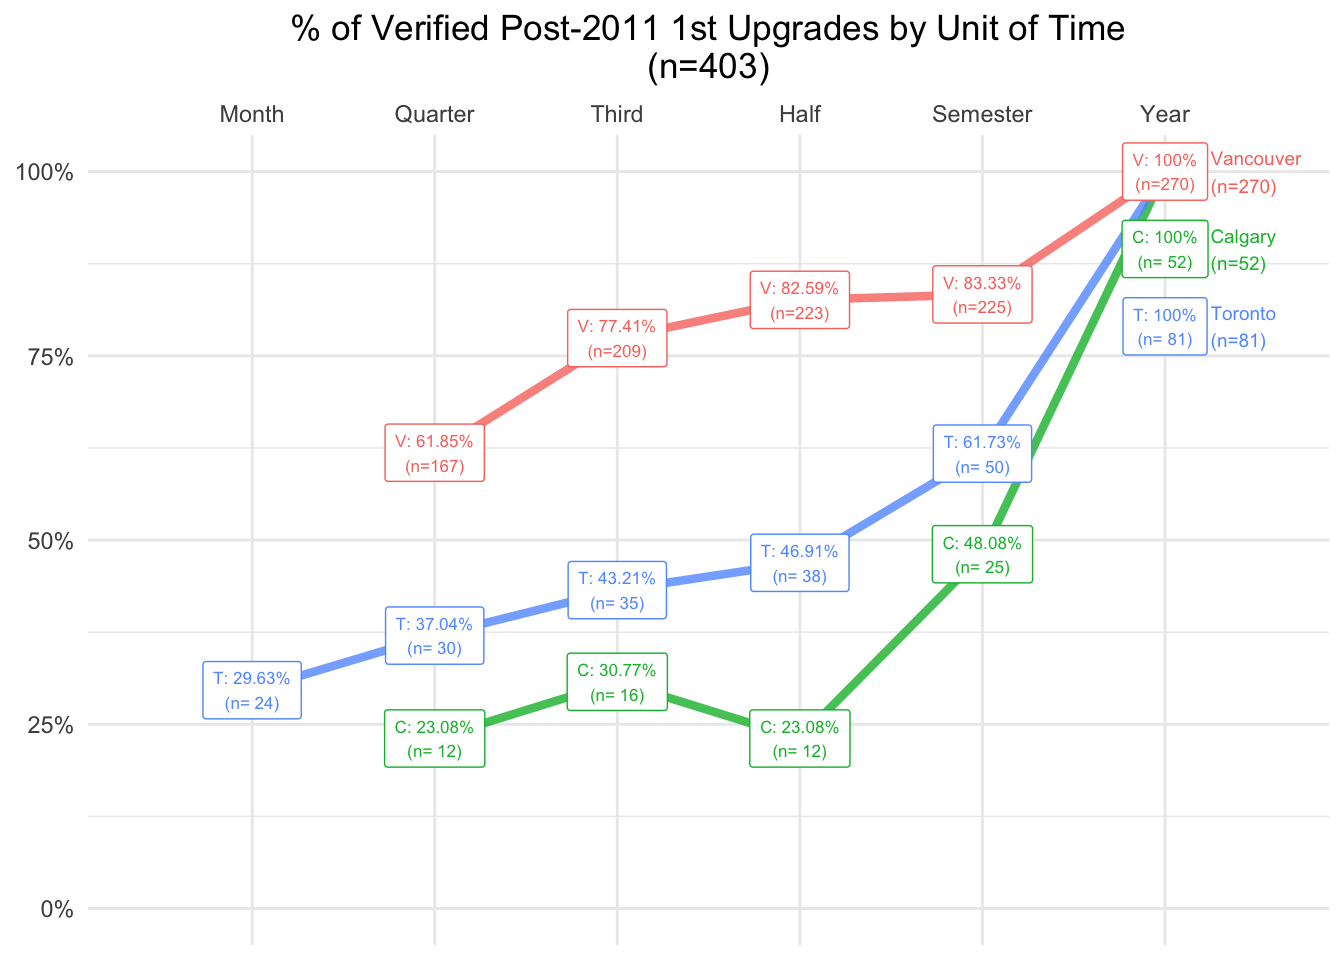 % of Verified Post-2011 1st Upgrades by Unit of Time
(n=403)
Month Quarter Third Half Semester Year
100%
75%
50%
25%
0%
V: 61.85%
(n=167)
V: 77.41%
(n=209)
V: 82.59%
(n=223)
V: 83.33%
(n=225)
V: 100%
(n=270)
Vancouver
(n=270)
C: 100%
(n= 52)
Calgary
(n=52)
T: 100%
(n= 81)
Toronto
(n=81)
T: 29.63%
(n= 24)
T: 37.04%
(n= 30)
T: 43.21%
(n= 35)
T: 46.91%
(n= 38)
T: 61.73%
(n= 50)
C: 23.08%
(n= 12)
C: 30.77%
(n= 16)
C: 23.08%
(n= 12)
C: 48.08%
(n= 25)